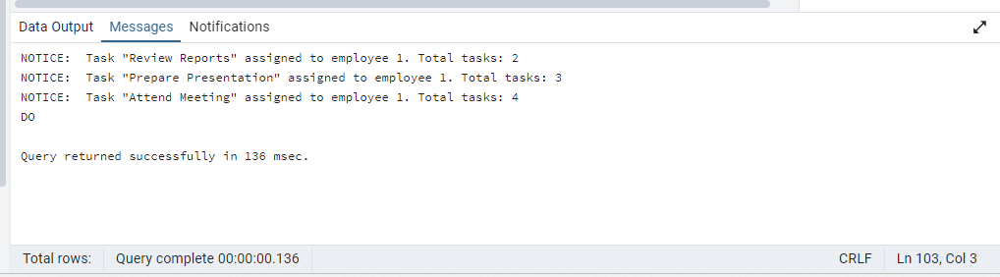 Data Output Messages Notifications
NOTICE:  Task "Review Reports" assigned to employee 1. Total tasks: 2
NOTICE:  Task "Prepare Presentation" assigned to employee 1. Total tasks: 3
NOTICE:  Task "Attend Meeting" assigned to employee 1. Total tasks: 4
DO
Query returned successfully in 136 msec.
Total rows: Query complete 00:00:00.136 CRLF Ln 103, Col 3